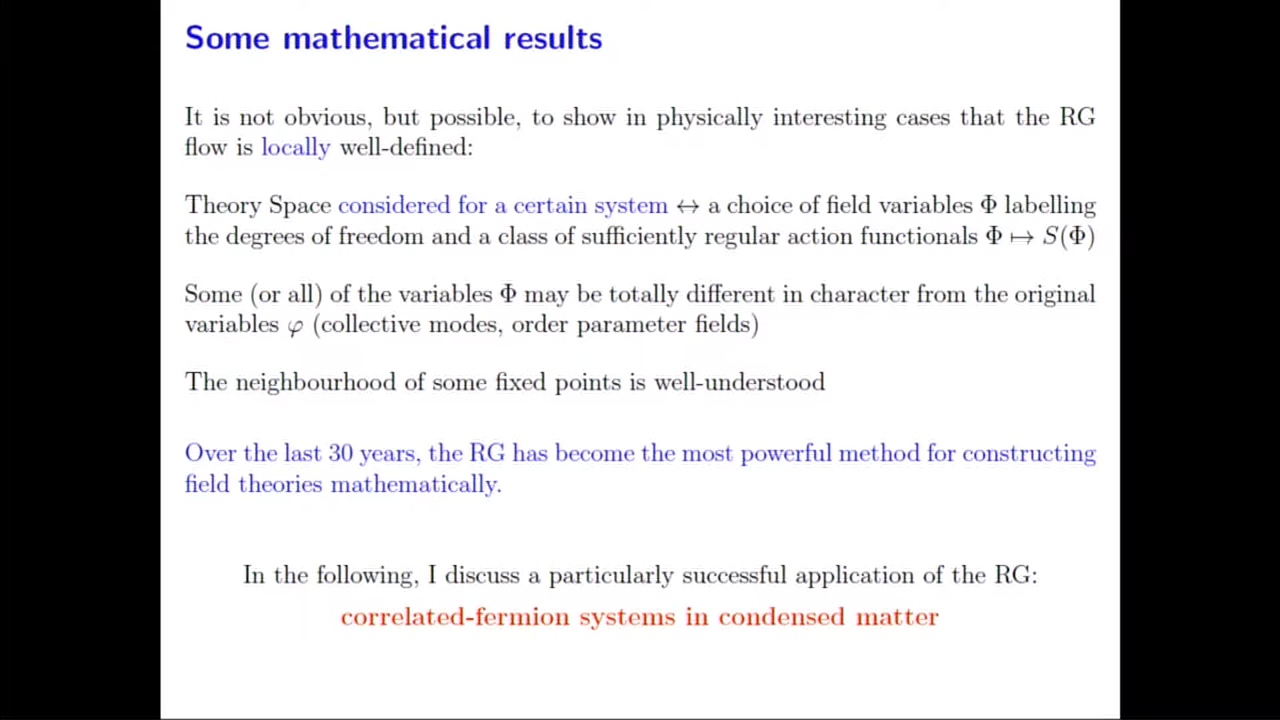 Some mathematical results
It is not obvious, but possible, to show in physically interesting cases that the RG
flow is locally well-defined:
Theory Space considered for a certain system ↔ a choice of field variables Φ labelling
the degrees of freedom and a class of sufficiently regular action functionals Φ ↦ S(Φ)
Some (or all) of the variables Φ may be totally different in character from the original
variables φ (collective modes, order parameter fields)
The neighbourhood of some fixed points is well-understood
Over the last 30 years, the RG has become the most powerful method for constructing
field theories mathematically.
In the following, I discuss a particularly successful application of the RG:
correlated-fermion systems in condensed matter